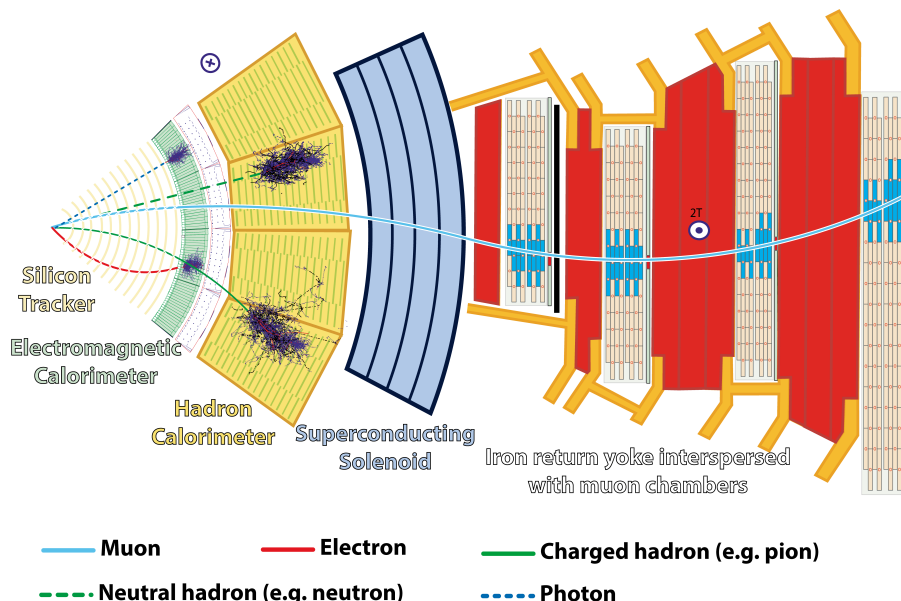 2T
Silicon
Tracker
Electromagnetic
Calorimeter
Hadron
Calorimeter
Superconducting
Solenoid
Iron return yoke interspersed
with muon chambers
Muon
Electron
Charged hadron (e.g. pion)
Neutral hadron (e.g. neutron)
Photon